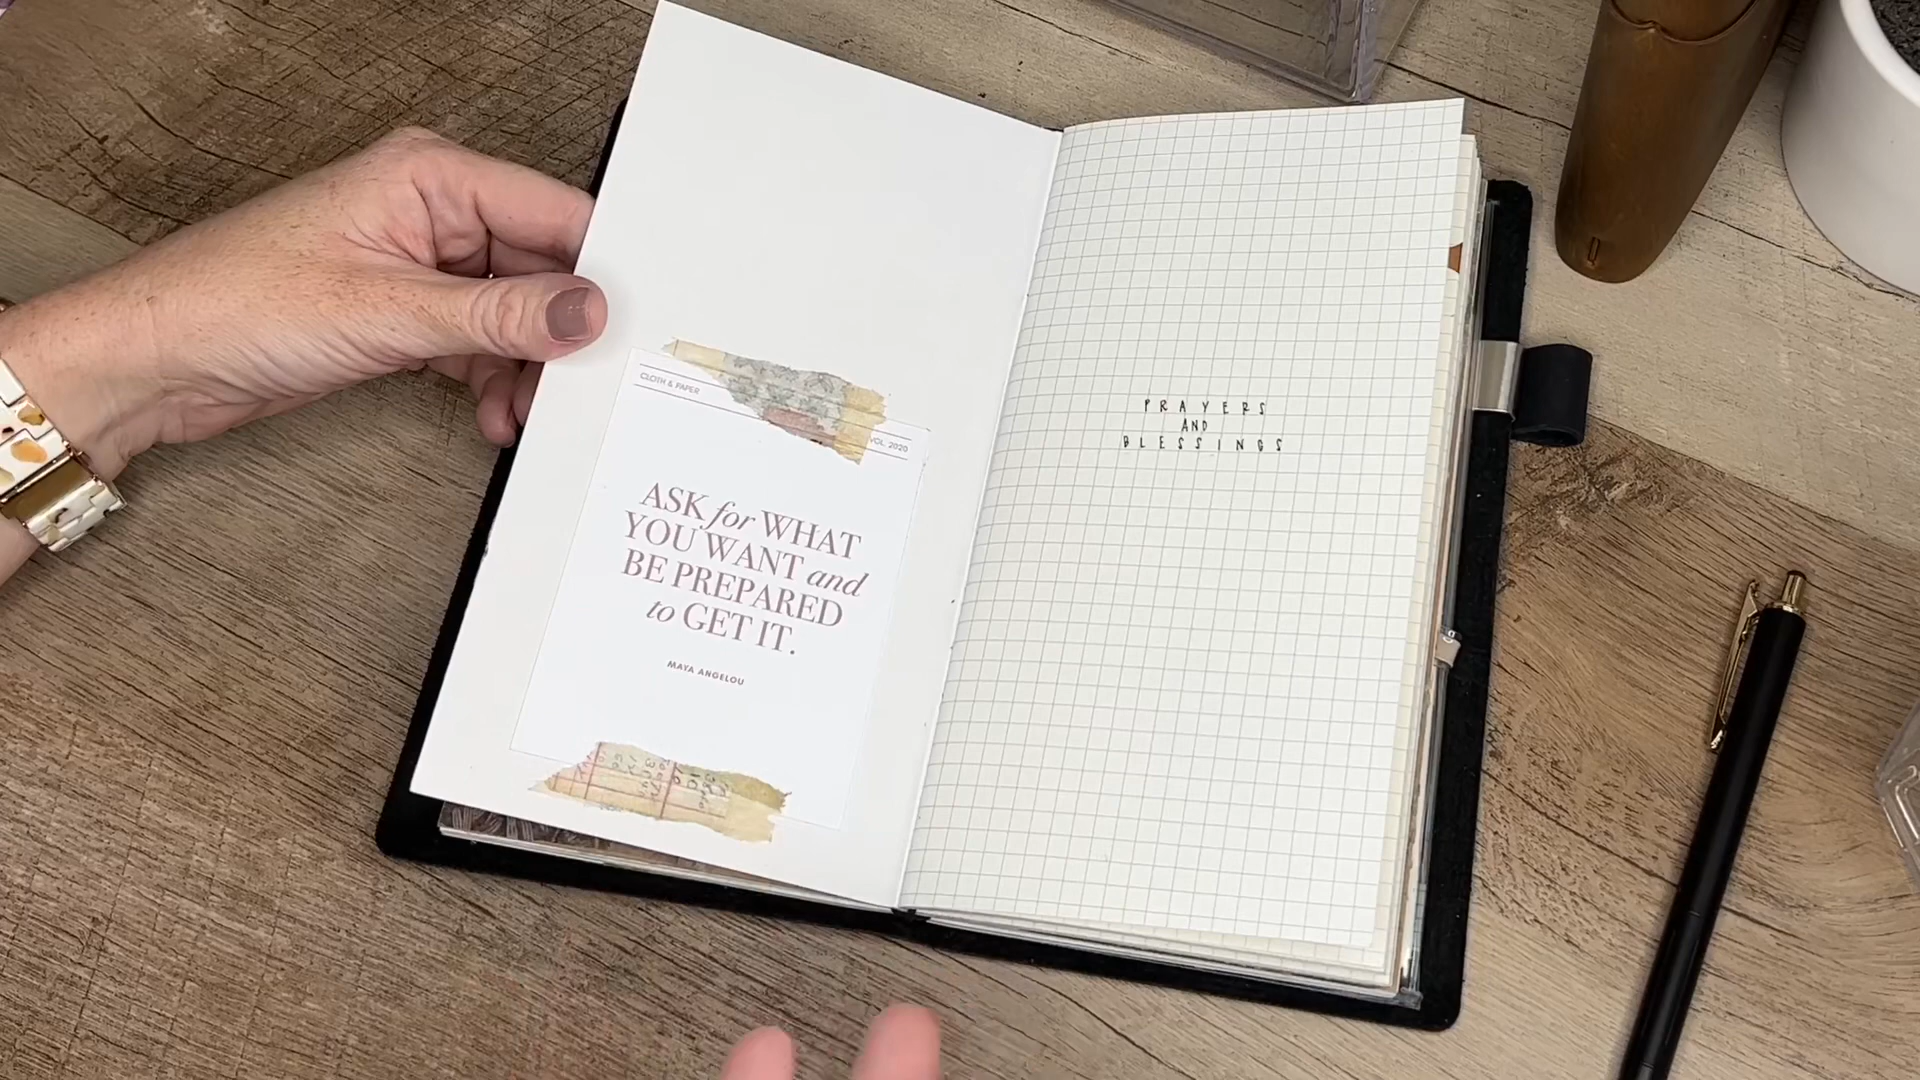 CLOTH & PAPER
VOL. 2020
ASK for WHAT
YOU WANT and
BE PREPARED
to GET IT.
MAYA ANGELOU
PRAYERS
AND
BLESSINGS